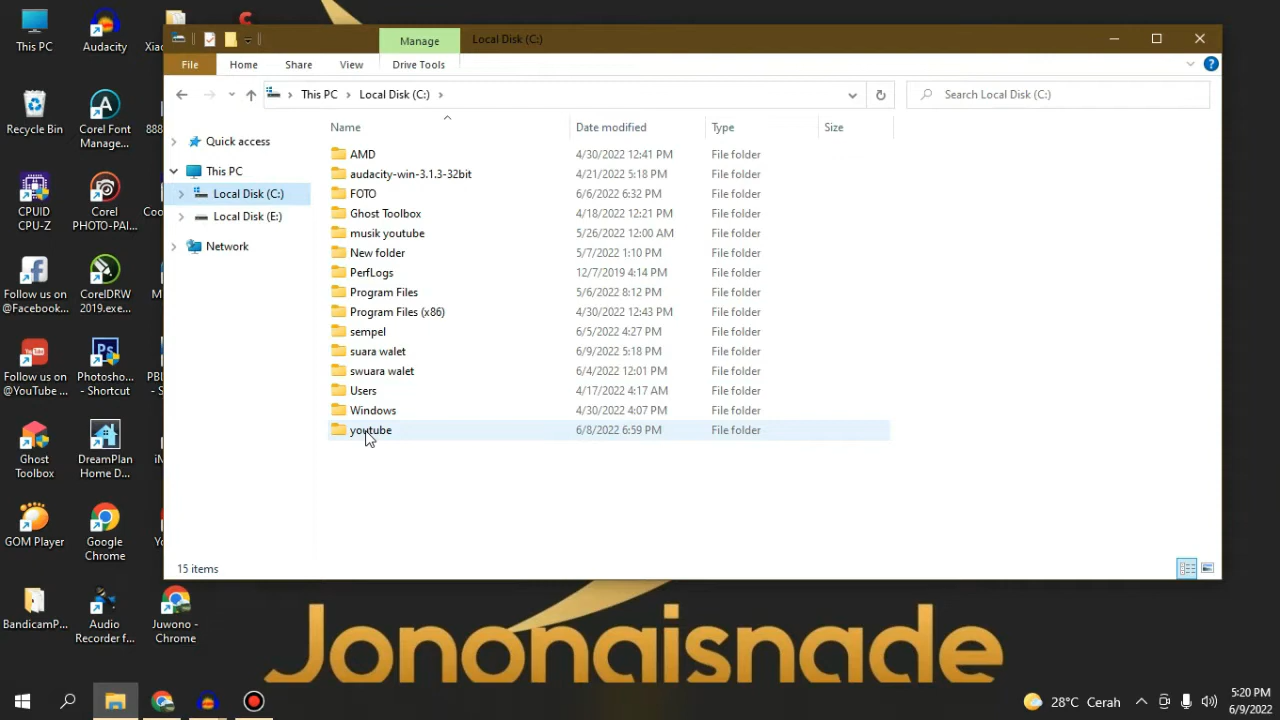 This PC
Audacity
Xiao
Recycle Bin
Corel Font
Manage...
888
CPUID
CPU-Z
Corel
PHOTO-PAI...
Coo
Follow us on
@Facebook...
CorelDRW
2019.exe...
M
Follow us on
@YouTube ...
Photosho...
- Shortcut
PBL
- S
Ghost
Toolbox
DreamPlan
Home D...
GOM Player
Google
Chrome
Yo
BandicamP...
Audio
Recorder f...
Juwono -
Chrome
Manage
Local Disk (C:)
File
Home
Share
View
Drive Tools
This PC
Local Disk (C:)
Search Local Disk (C:)
Quick access
This PC
Local Disk (C:)
Local Disk (E:)
Network
Name Date modified Type Size
AMD 4/30/2022 12:41 PM File folder
audacity-win-3.1.3-32bit 4/21/2022 5:18 PM File folder
FOTO 6/6/2022 6:32 PM File folder
Ghost Toolbox 4/18/2022 12:21 PM File folder
musik youtube 5/26/2022 12:00 AM File folder
New folder 5/7/2022 1:10 PM File folder
PerfLogs 12/7/2019 4:14 PM File folder
Program Files 5/6/2022 8:12 PM File folder
Program Files (x86) 4/30/2022 12:43 PM File folder
sempel 6/5/2022 4:27 PM File folder
suara walet 6/9/2022 5:18 PM File folder
swuara walet 6/4/2022 12:01 PM File folder
Users 4/17/2022 4:17 AM File folder
Windows 4/30/2022 4:07 PM File folder
youtube 6/8/2022 6:59 PM File folder
15 items
Jononaisnade
28°C Cerah
5:20 PM
6/9/2022